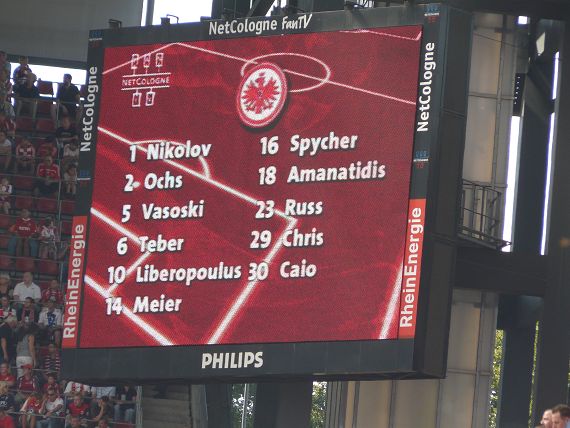 NetCologne FanTV
NETCOLOGNE
NetCologne
NetCologne
1 Nikolov
2 Ochs
5 Vasoski
6 Teber
10 Liberopoulus
14 Meier
16 Spycher
18 Amanatidis
23 Russ
29 Chris
30 Caio
RheinEnergie
RheinEnergie
PHILIPS